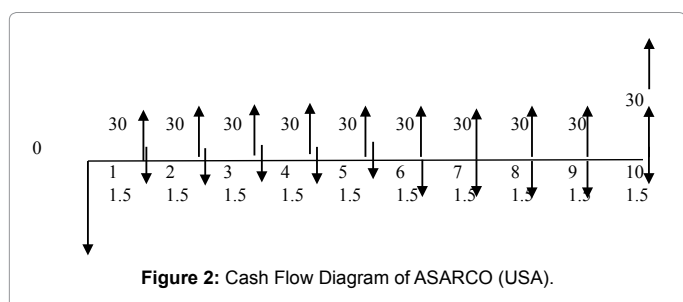 30
30 30 30 30 30 30 30 30 30
0
1 2 3 4 5 6 7 8 9 10
1.5 1.5 1.5 1.5 1.5 1.5 1.5 1.5 1.5 1.5
Figure 2: Cash Flow Diagram of ASARCO (USA).